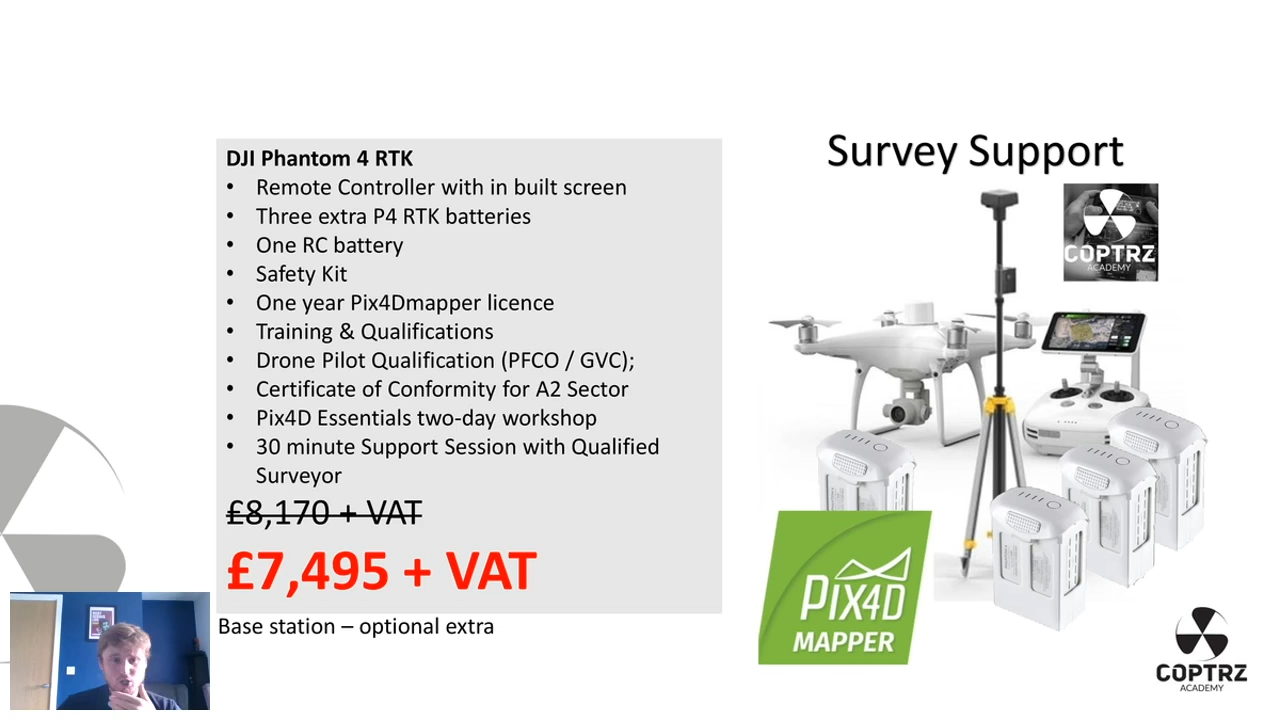 Survey Support
DJI Phantom 4 RTK
• Remote Controller with in built screen
• Three extra P4 RTK batteries
• One RC battery
• Safety Kit
• One year Pix4Dmapper licence
• Training & Qualifications
• Drone Pilot Qualification (PFCO / GVC);
• Certificate of Conformity for A2 Sector
• Pix4D Essentials two-day workshop
• 30 minute Support Session with Qualified
Surveyor
£8,170 + VAT
£7,495 + VAT
Base station – optional extra
COPTRZ
ACADEMY
PIX4D
MAPPER
COPTRZ
ACADEMY